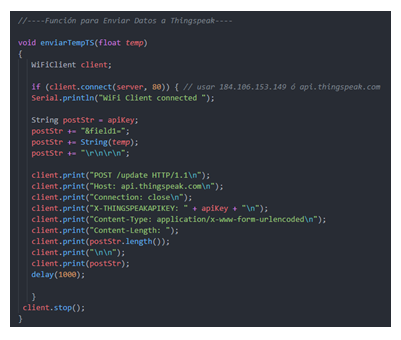 //----Función para Enviar Datos a Thingspeak----
void enviarTempTS(float temp)
{
WiFiClient client;
if (client.connect(server, 80)) { // usar 184.106.153.149 ó api.thingspeak.com
Serial.println("WiFi Client connected ");
String postStr = apiKey;
postStr += "&field1=";
postStr += String(temp);
postStr += "\r\n\r\n";
client.print("POST /update HTTP/1.1\n");
client.print("Host: api.thingspeak.com\n");
client.print("Connection: close\n");
client.print("X-THINGSPEAKAPIKEY: " + apiKey + "\n");
client.print("Content-Type: application/x-www-form-urlencoded\n");
client.print("Content-Length: ");
client.print(postStr.length());
client.print("\n\n");
client.print(postStr);
delay(1000);
}
client.stop();
}